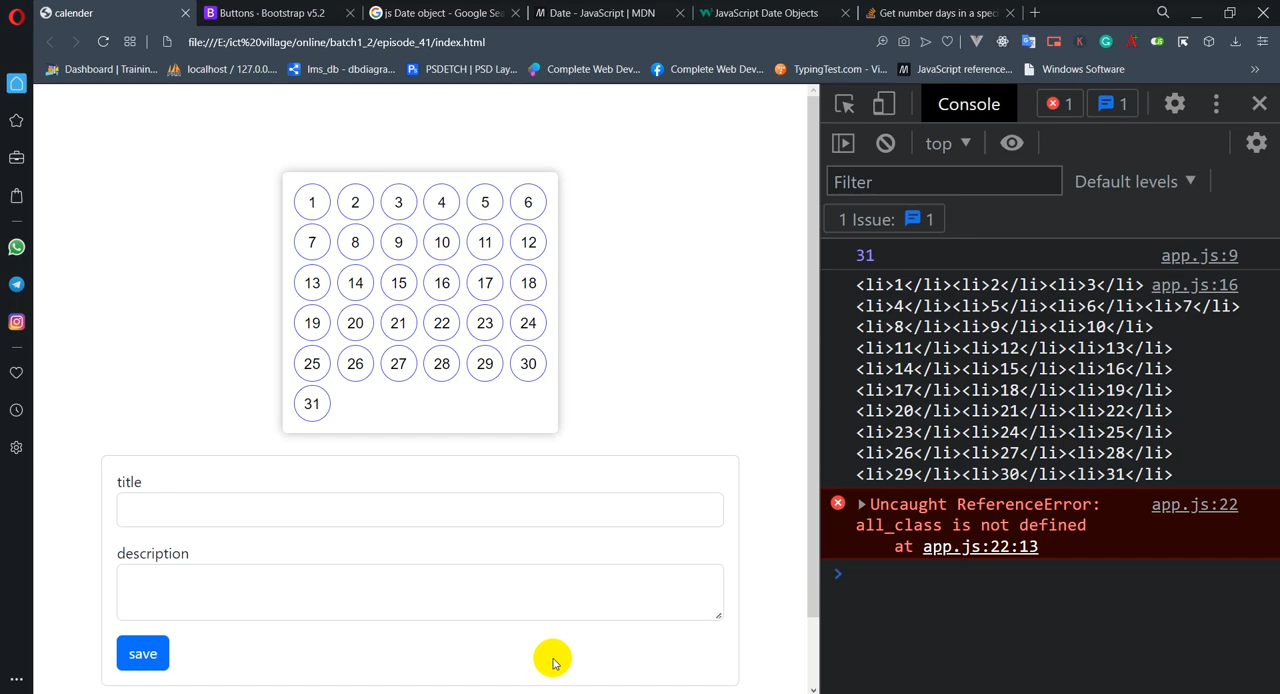 calender
Buttons · Bootstrap v5.2
js Date object - Google Sea
Date - JavaScript | MDN
JavaScript Date Objects
Get number days in a speci
file:///E:/ict%20village/online/batch1_2/episode_41/index.html
Dashboard | Trainin...
localhost / 127.0.0....
lms_db - dbdiagra...
PSDETCH | PSD Lay...
Complete Web Dev...
Complete Web Dev...
TypingTest.com - Vi...
JavaScript reference...
Windows Software
1 2 3 4 5 6
7 8 9 10 11 12
13 14 15 16 17 18
19 20 21 22 23 24
25 26 27 28 29 30
31
title
description
save
Console
1
1
top
Filter
Default levels
1 Issue: 1
31 app.js:9
<li>1</li><li>2</li><li>3</li> app.js:16
<li>4</li><li>5</li><li>6</li><li>7</li>
<li>8</li><li>9</li><li>10</li>
<li>11</li><li>12</li><li>13</li>
<li>14</li><li>15</li><li>16</li>
<li>17</li><li>18</li><li>19</li>
<li>20</li><li>21</li><li>22</li>
<li>23</li><li>24</li><li>25</li>
<li>26</li><li>27</li><li>28</li>
<li>29</li><li>30</li><li>31</li>
Uncaught ReferenceError: app.js:22
all_class is not defined
at app.js:22:13